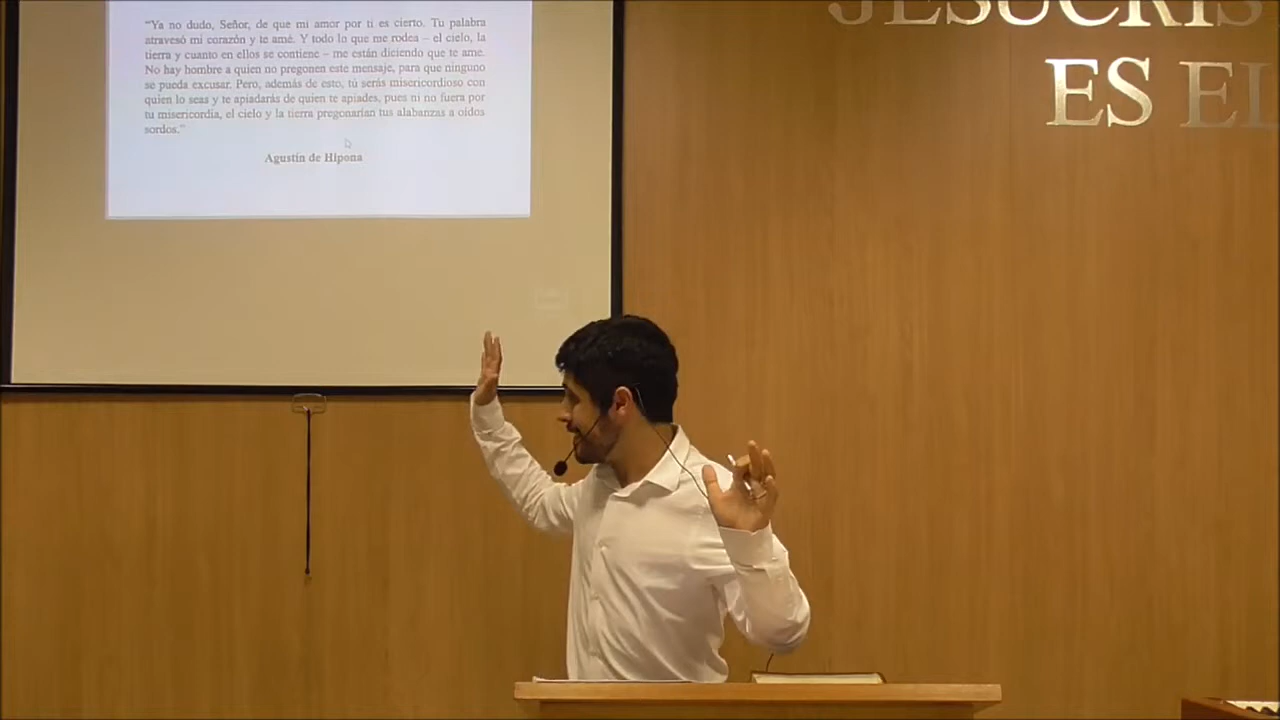 “Ya no dudo, Señor, de que mi amor por ti es cierto. Tu palabra
atravesó mi corazón y te amé. Y todo lo que me rodea – el cielo, la
tierra y cuanto en ellos se contiene – me están diciendo que te ame.
No hay hombre a quien no pregonen este mensaje, para que ninguno
se pueda excusar. Pero, además de esto, tú serás misericordioso con
quien lo seas y te apiadarás de quien te apiades, pues ni no fuera por
tu misericordia, el cielo y la tierra pregonarían tus alabanzas a oídos
sordos.”
Agustín de Hipona
JESUCRIS
ES EL